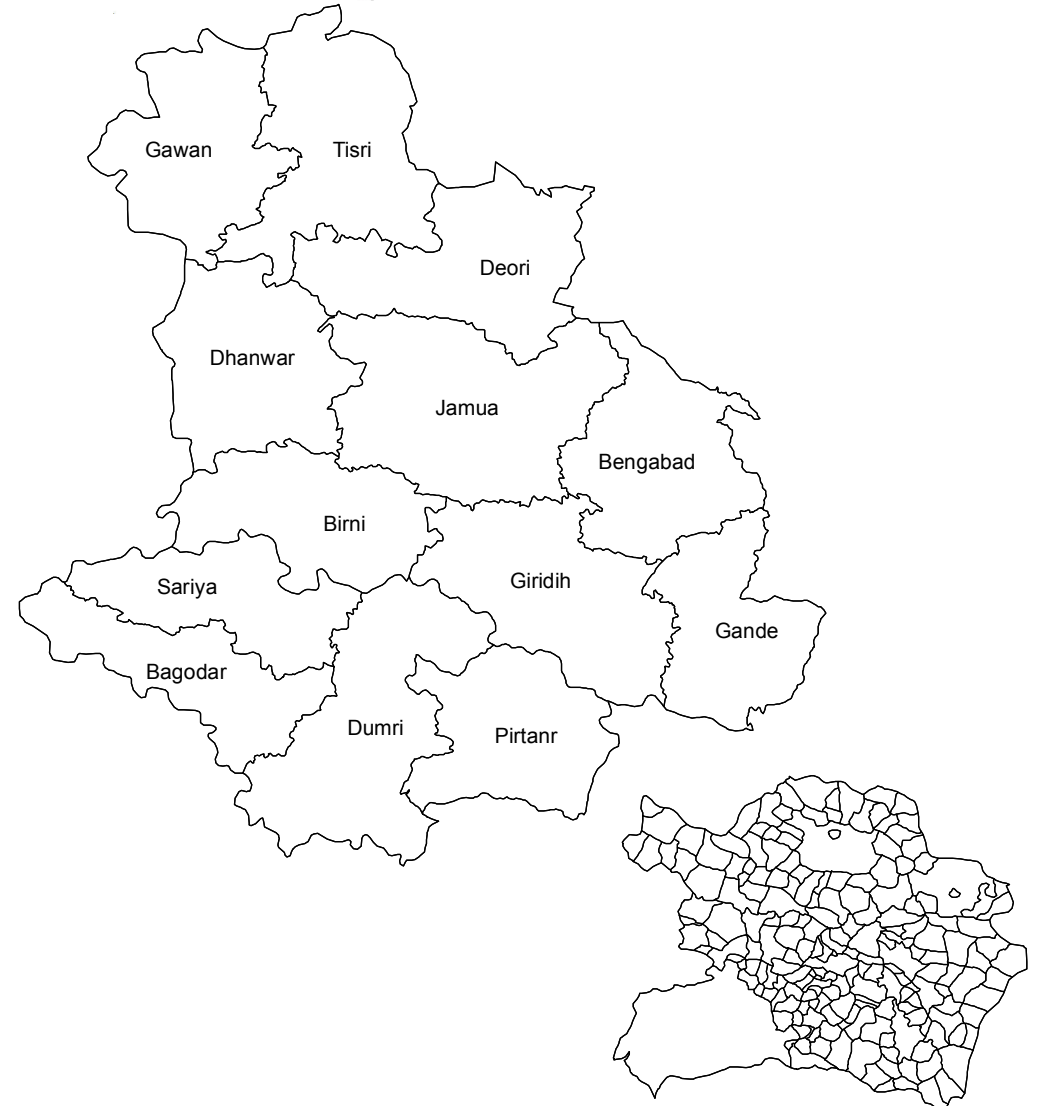 Gawan
Tisri
Deori
Dhanwar
Jamua
Bengabad
Birni
Sariya
Giridih
Gande
Bagodar
Dumri
Pirtanr